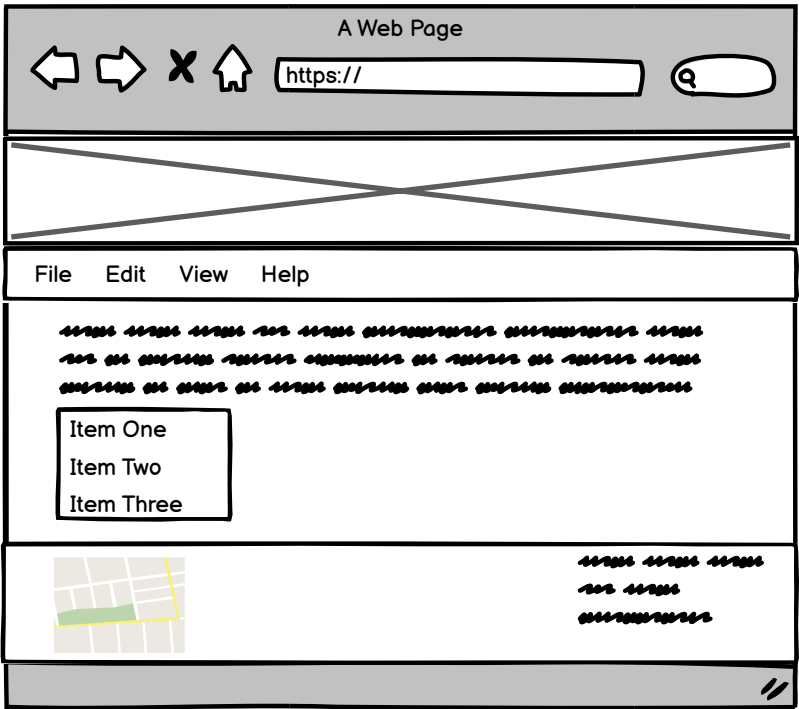 A Web Page
https://
File Edit View Help
Item One
Item Two
Item Three